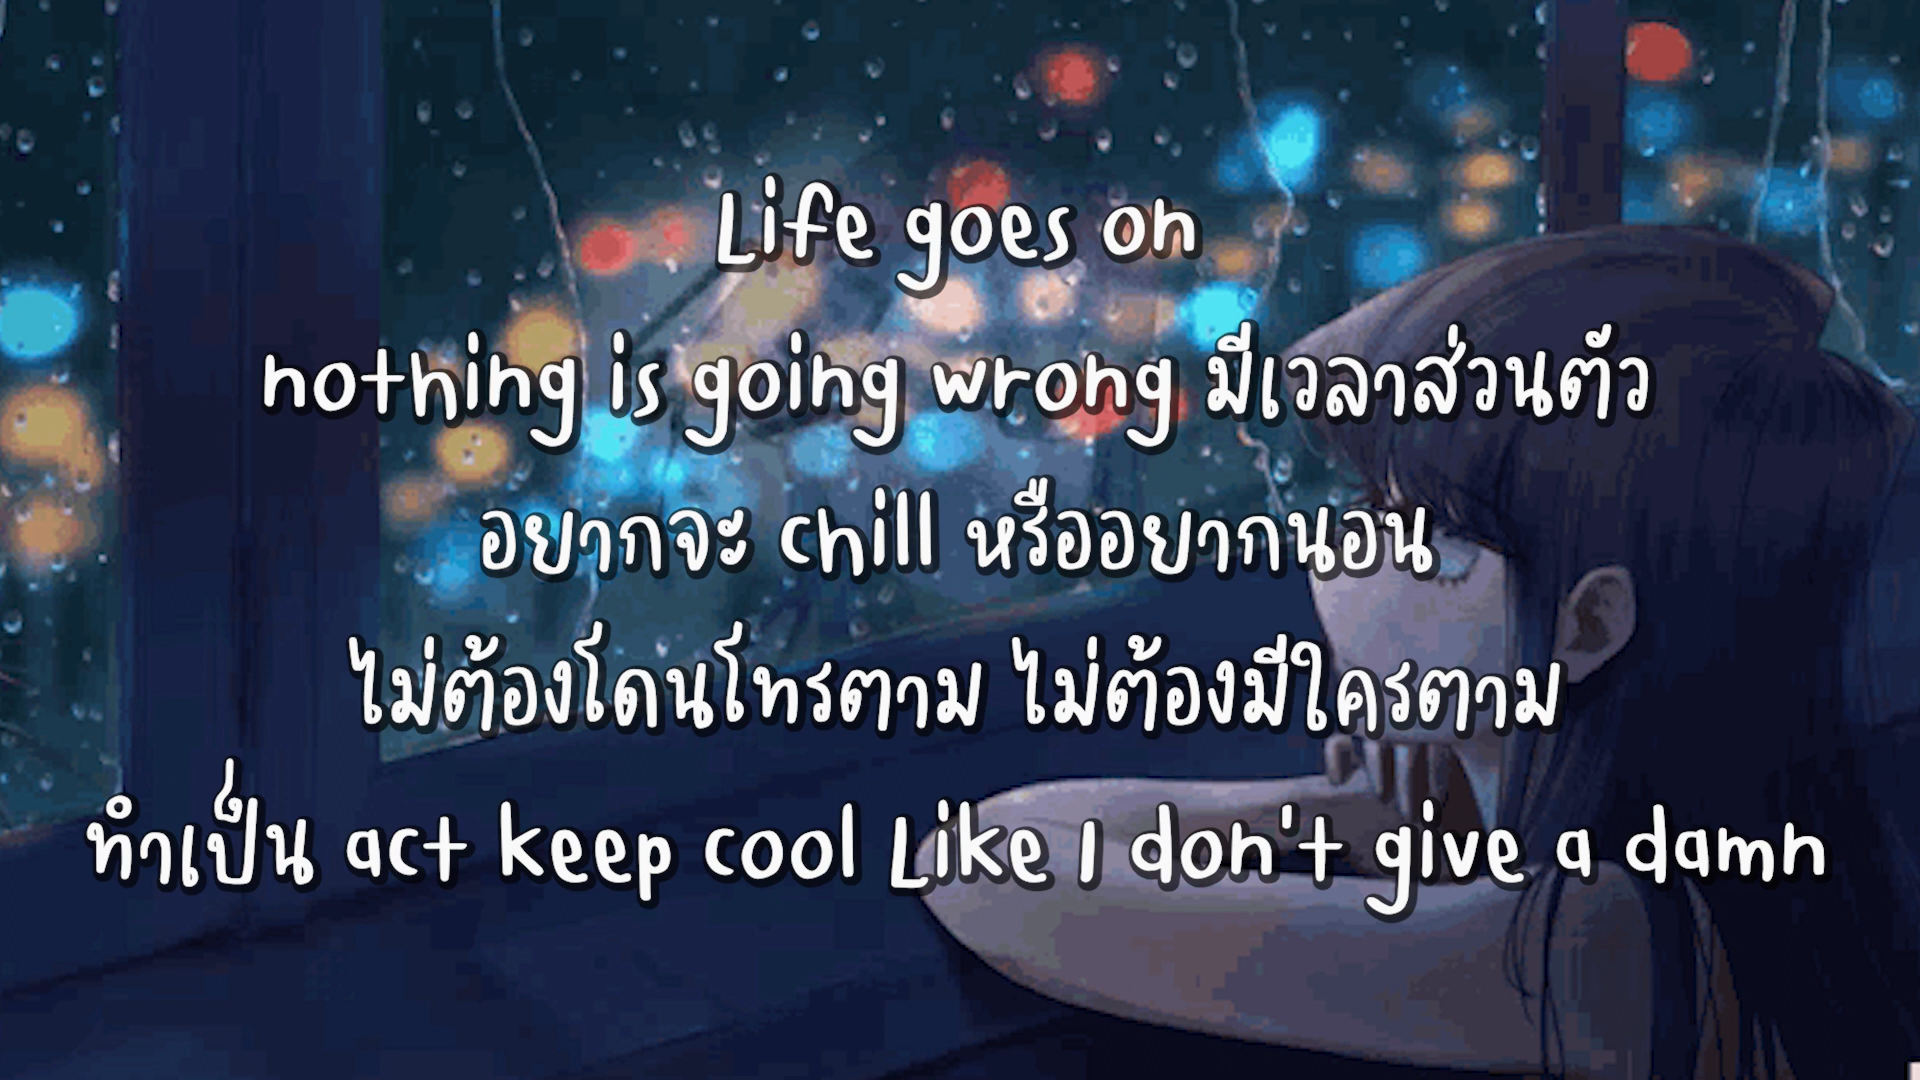 Life goes on
nothing is going wrong มีเวลาส่วนตัว
อยากจะ chill หรืออยากนอน
ไม่ต้องโดนโทรตาม ไม่ต้องมีใครตาม
ทำเป็น act keep cool Like I don't give a damn